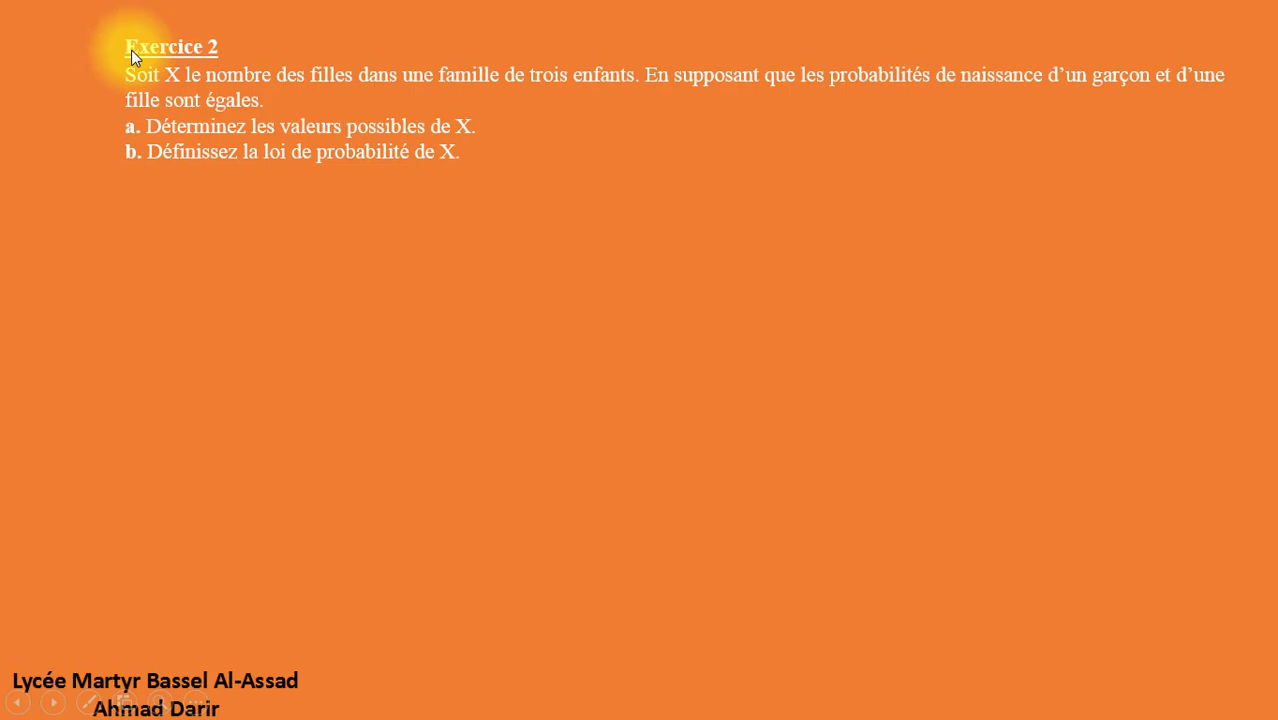 Exercice 2
Soit X le nombre des filles dans une famille de trois enfants. En supposant que les probabilités de naissance d’un garçon et d’une
fille sont égales.
a. Déterminez les valeurs possibles de X.
b. Définissez la loi de probabilité de X.
Lycée Martyr Bassel Al-Assad
Ahmad Darir